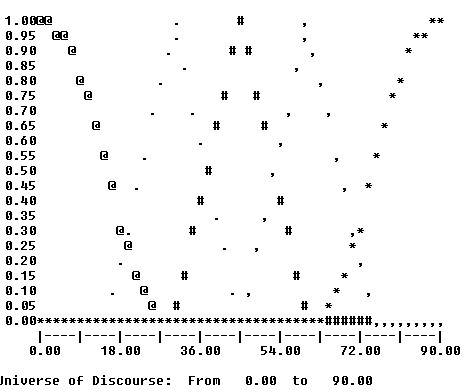 1.00@@               .       #       ,               **
0.95  @@             .               ,             **
0.90    @           .       # #       ,           *
0.85                  .             ,
0.80     @         .                   ,         *
0.75      @                #   #                *
0.70              .    .           ,    ,
0.65       @              #     #              *
0.60                    .         ,
0.55        @    .                       ,    *
0.50                     #       ,
0.45         @  .                         ,  *
0.40                    #         #
0.35                      .     ,
0.30          @.       #           #       ,*
0.25           @           .   ,           *
0.20          .                             ,
0.15            @     #             #     *
0.10         .   @          . ,          *   ,
0.05              @  #               #  *
0.00************************************######,,,,,,,,,
|----|----|----|----|----|----|----|----|----|----|
0.00      18.00     36.00     54.00     72.00     90.00
Universe of Discourse:  From   0.00  to   90.00